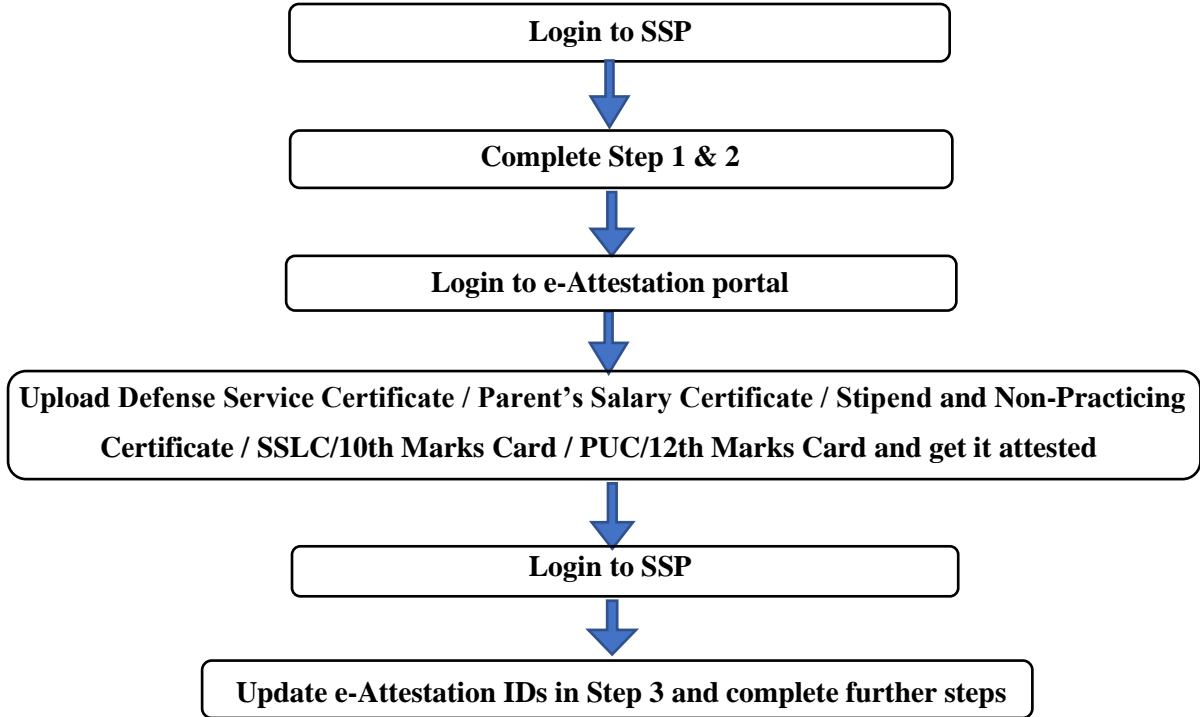 Login to SSP
Complete Step 1 & 2
Login to e-Attestation portal
Upload Defense Service Certificate / Parent’s Salary Certificate / Stipend and Non-Practicing
Certificate / SSLC/10th Marks Card / PUC/12th Marks Card and get it attested
Login to SSP
Update e-Attestation IDs in Step 3 and complete further steps